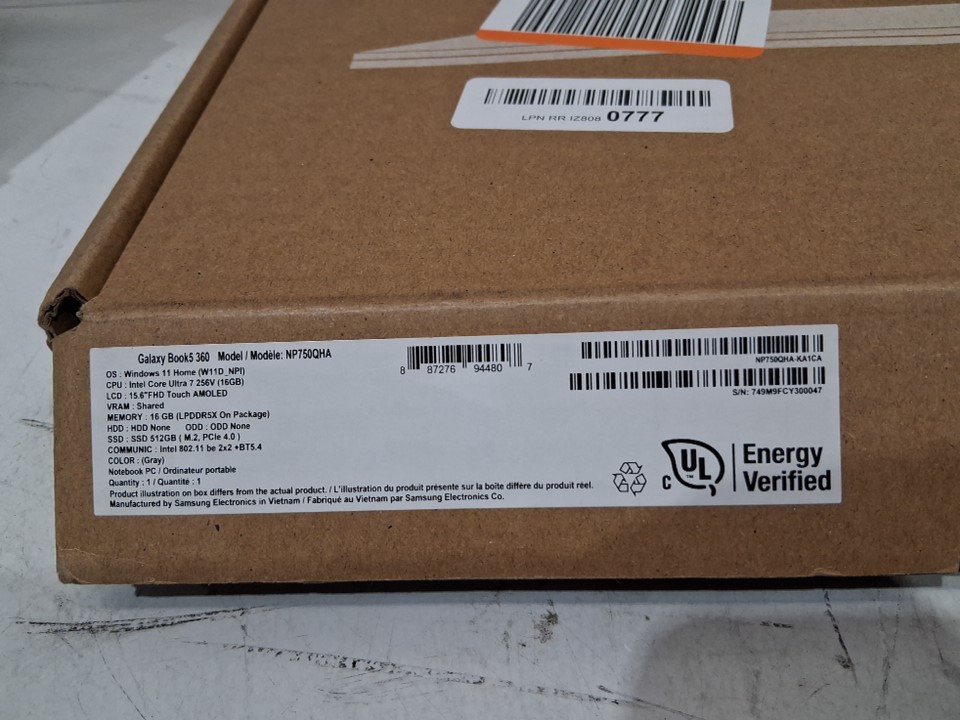 LPN RR IZ808 0777
Galaxy Book5 360 Model / Modèle: NP750QHA
OS : Windows 11 Home (W11D_NPI)
CPU : Intel Core Ultra 7 256V (16GB)
LCD : 15.6"FHD Touch AMOLED
VRAM : Shared
MEMORY : 16 GB (LPDDR5X On Package)
HDD : HDD None ODD : ODD None
SSD : SSD 512GB ( M.2, PCIe 4.0 )
COMMUNIC : Intel 802.11 be 2x2 +BT5.4
COLOR : (Gray)
Notebook PC / Ordinateur portable
Quantity : 1 / Quantité : 1
Product illustration on box differs from the actual product. / L'illustration du produit présente sur la boîte diffère du produit réel.
Manufactured by Samsung Electronics in Vietnam / Fabriqué au Vietnam par Samsung Electronics Co.
8 87276 94480 7
NP750QHA-KA1CA
S/N: 749M9FCY300047
C UL ™
Energy
Verified